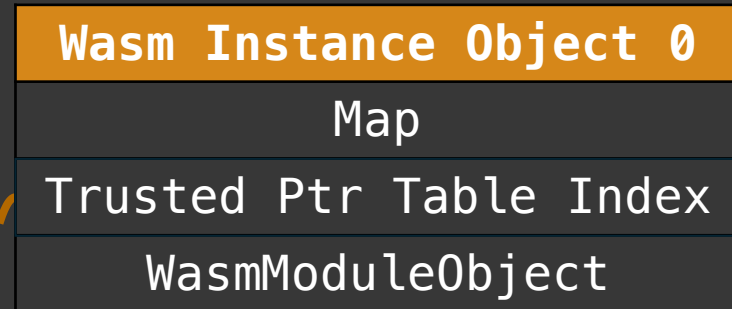 Wasm Instance Object 0
Map
Trusted Ptr Table Index
WasmModuleObject